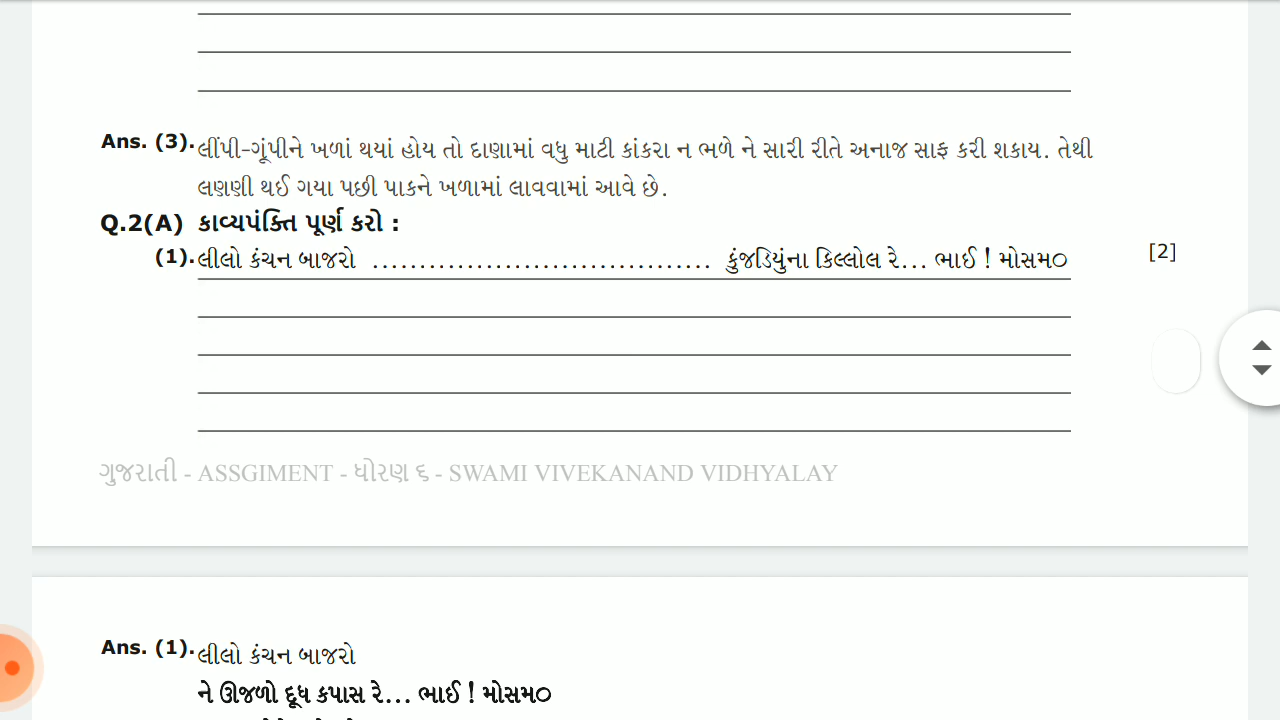 Ans. (3). લીંપી-ગૂંપીને ખળાં થયાં હોય તો દાણામાં વધુ માટી કાંકરા ન ભળે ને સારી રીતે અનાજ સાફ કરી શકાય. તેથી
લણણી થઈ ગયા પછી પાકને ખળામાં લાવવામાં આવે છે.
Q.2(A) કાવ્યપંક્તિ પૂર્ણ કરો :
(1). લીલો કંચન બાજરો .................................... કુંજડિયુંના કિલ્લોલ રે... ભાઈ ! મોસમ૦ [2]
ગુજરાતી - ASSGIMENT - ધોરણ ૬ - SWAMI VIVEKANAND VIDHYALAY
Ans. (1). લીલો કંચન બાજરો
ને ઊજળો દૂધ કપાસ રે... ભાઈ ! મોસમ૦